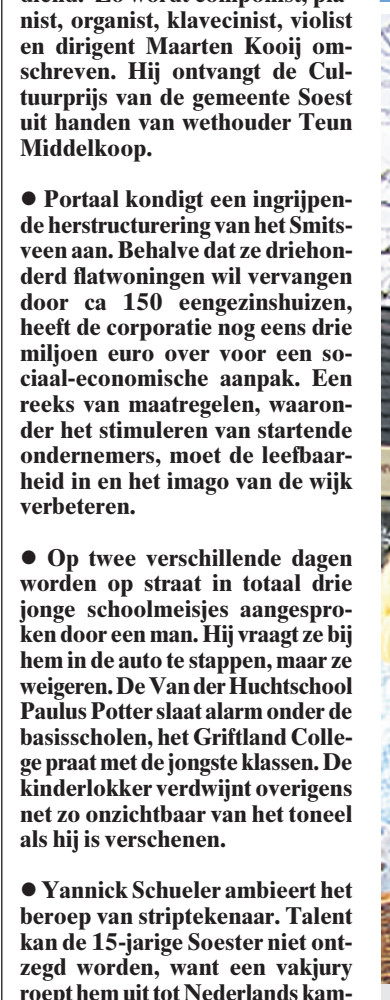 nist, organist, klavecinist, violist
en dirigent Maarten Kooij om-
schreven. Hij ontvangt de Cul-
tuurprijs van de gemeente Soest
uit handen van wethouder Teun
Middelkoop.
● Portaal kondigt een ingrijpen-
de herstructurering van het Smits-
veen aan. Behalve dat ze driehon-
derd flatwoningen wil vervangen
door ca 150 eengezinshuizen,
heeft de corporatie nog eens drie
miljoen euro over voor een so-
ciaal-economische aanpak. Een
reeks van maatregelen, waaron-
der het stimuleren van startende
ondernemers, moet de leefbaar-
heid in en het imago van de wijk
verbeteren.
● Op twee verschillende dagen
worden op straat in totaal drie
jonge schoolmeisjes aangespro-
ken door een man. Hij vraagt ze bij
hem in de auto te stappen, maar ze
weigeren. De Van der Huchtschool
Paulus Potter slaat alarm onder de
basisscholen, het Griftland Colle-
ge praat met de jongste klassen. De
kinderlokker verdwijnt overigens
net zo onzichtbaar van het toneel
als hij is verschenen.
● Yannick Schueler ambieert het
beroep van striptekenaar. Talent
kan de 15-jarige Soester niet ont-
zegd worden, want een vakjury
roept hem uit tot Nederlands kam-